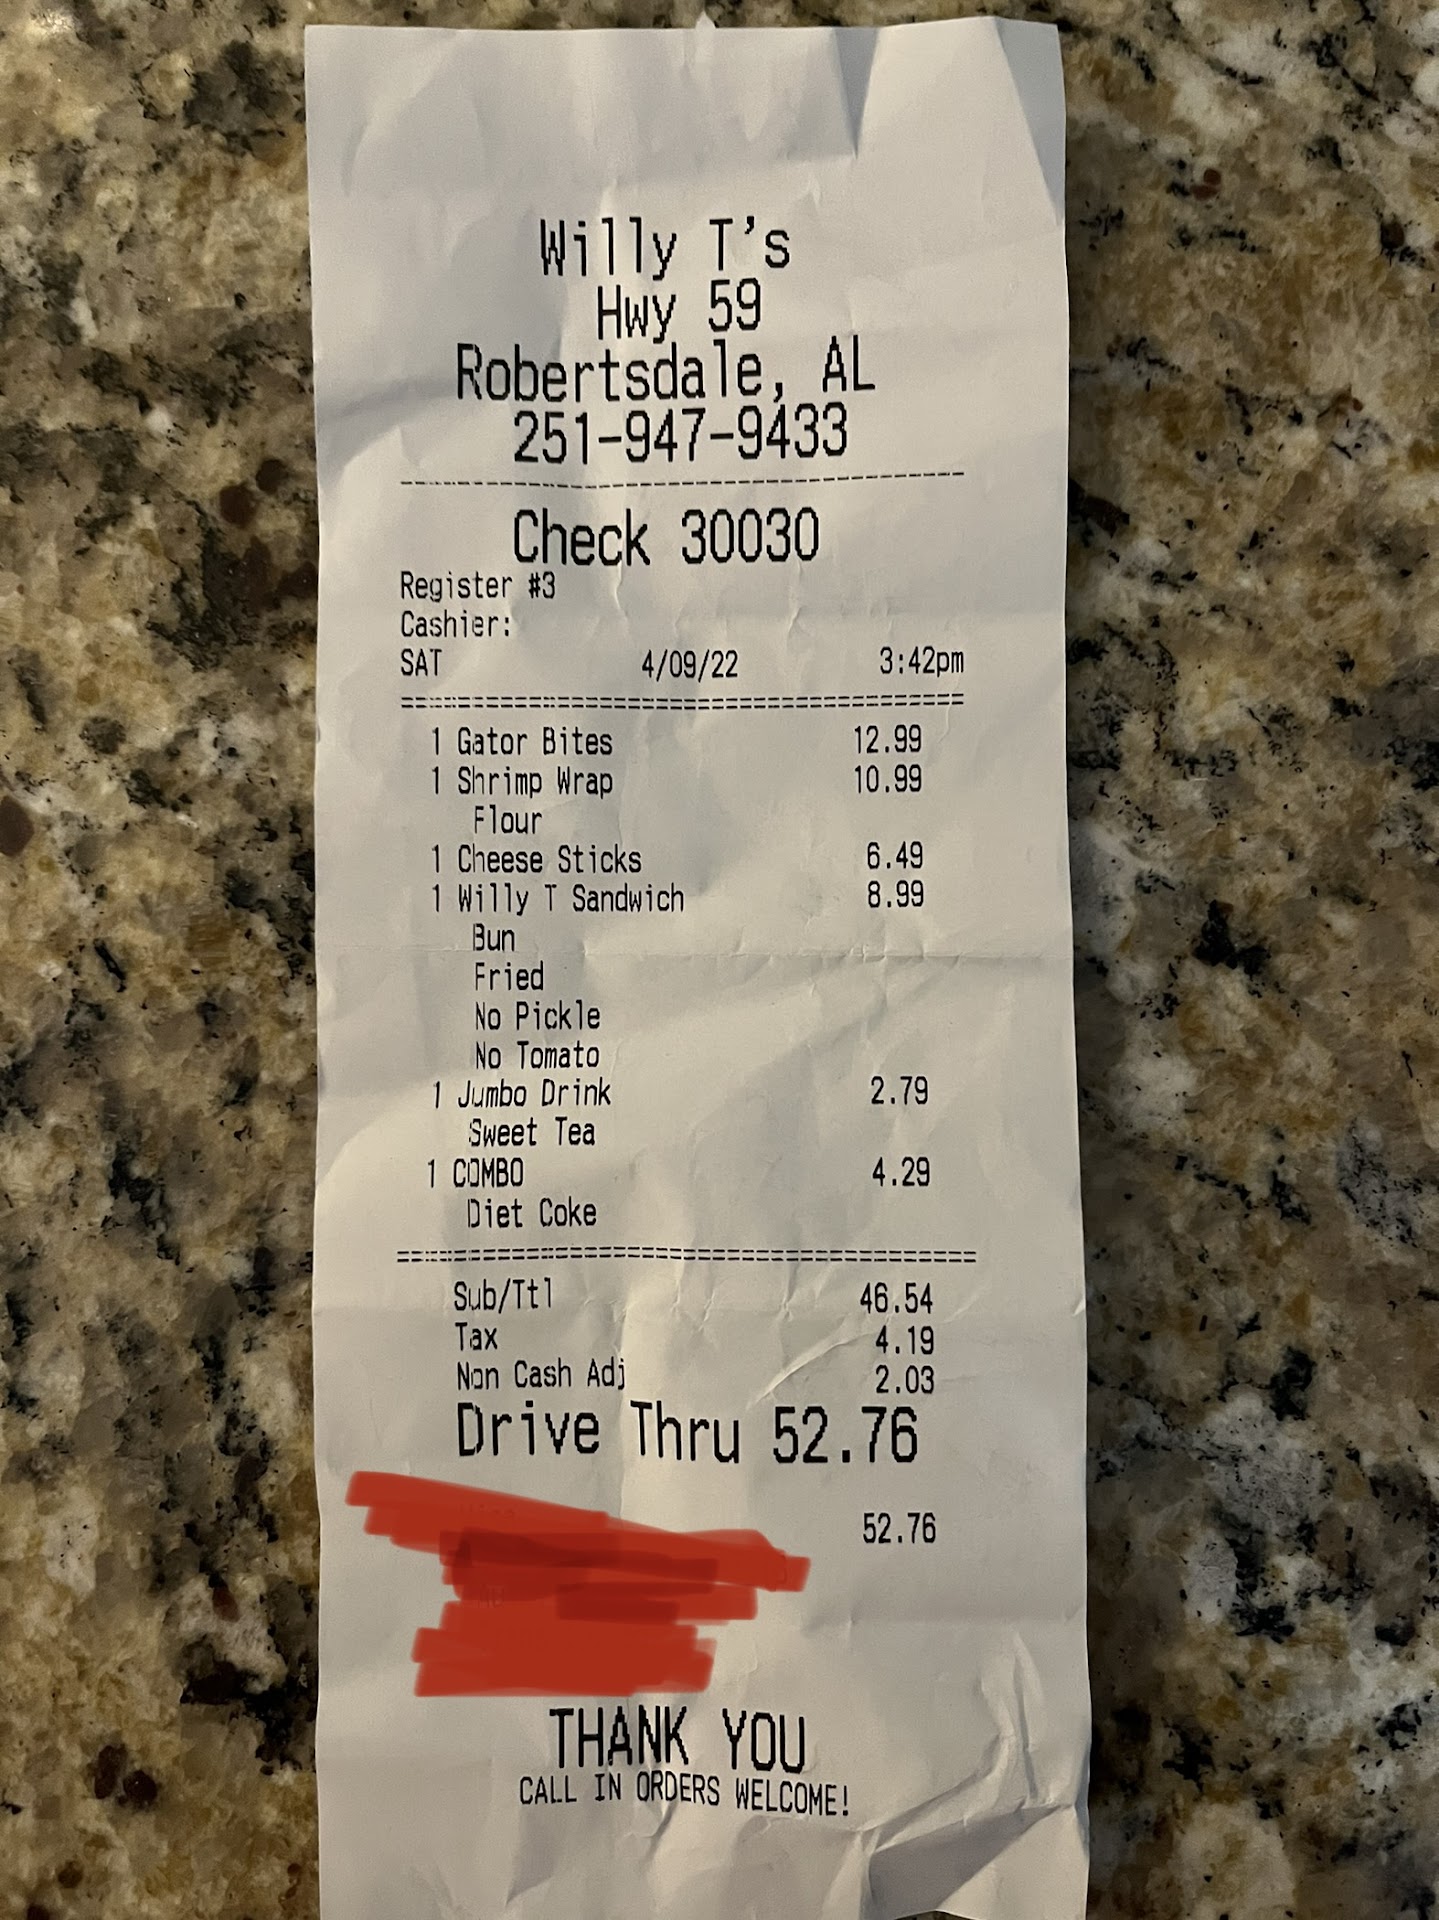 Willy T's
Hwy 59
Robertsdale, AL
251-947-9433
Check 30030
Register #3
Cashier:
SAT 4/09/22 3:42pm
1 Gator Bites 12.99
1 Shrimp Wrap 10.99
Flour
1 Cheese Sticks 6.49
1 Willy T Sandwich 8.99
Bun
Fried
No Pickle
No Tomato
1 Jumbo Drink 2.79
Sweet Tea
1 COMBO 4.29
Diet Coke
Sub/Ttl 46.54
Tax 4.19
Non Cash Adj 2.03
Drive Thru 52.76
52.76
THANK YOU
CALL IN ORDERS WELCOME!